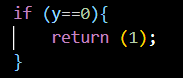 if (y==0){
    return (1);
}